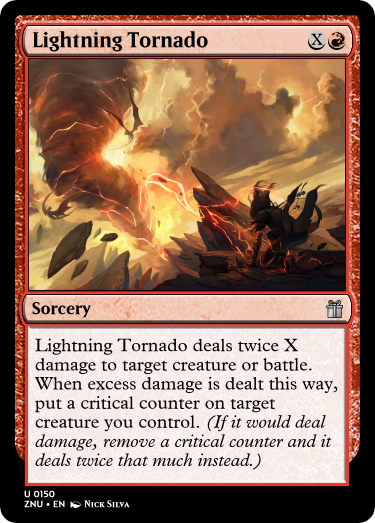 Lightning Tornado X
Sorcery
Lightning Tornado deals twice X
damage to target creature or battle.
When excess damage is dealt this way,
put a critical counter on target
creature you control. (If it would deal
damage, remove a critical counter and it
deals twice that much instead.)
U 0150
ZNU • EN Nick Silva